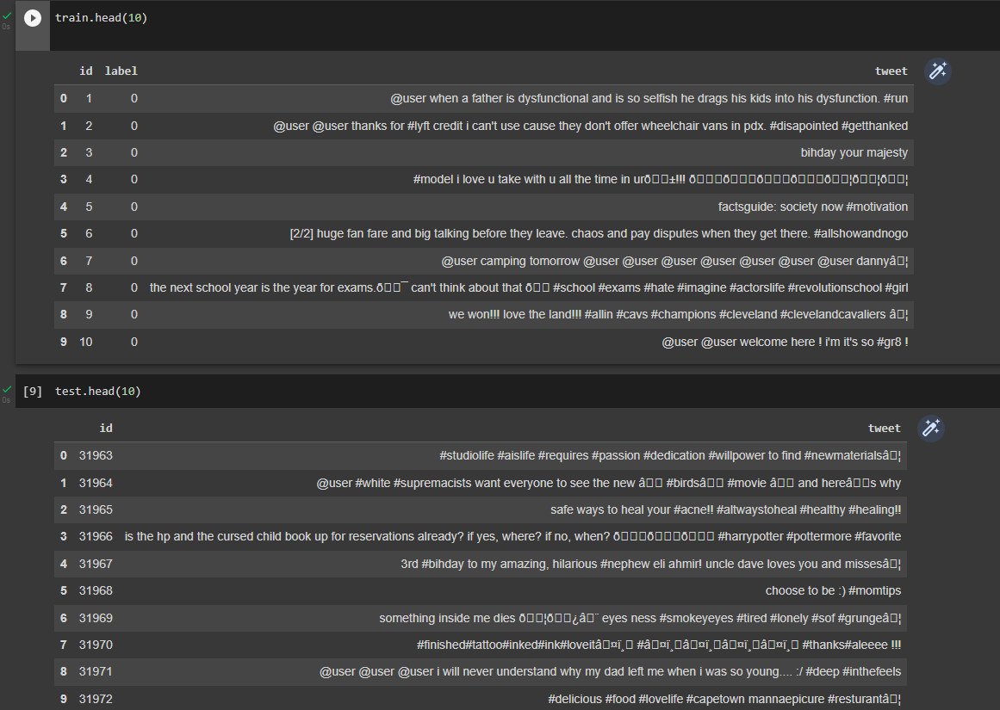 train.head(10)
0s
id label tweet
0 1 0 @user when a father is dysfunctional and is so selfish he drags his kids into his dysfunction. #run
1 2 0 @user @user thanks for #lyft credit i can't use cause they don't offer wheelchair vans in pdx. #disapointed #getthanked
2 3 0 bihday your majesty
3 4 0 #model i love u take with u all the time in urð□□±!!! ð□□□ð□□□ð□□□ð□□□ð□□¦ð□□¦ð□□¦
4 5 0 factsguide: society now #motivation
5 6 0 [2/2] huge fan fare and big talking before they leave. chaos and pay disputes when they get there. #allshowandnogo
6 7 0 @user camping tomorrow @user @user @user @user @user @user @user dannyâ□¦
7 8 0 the next school year is the year for exams.ð□□¯ can't think about that ð□□ #school #exams #hate #imagine #actorslife #revolutionschool #girl
8 9 0 we won!!! love the land!!! #allin #cavs #champions #cleveland #clevelandcavaliers â□¦
9 10 0 @user @user welcome here ! i'm it's so #gr8 !
[9] test.head(10)
0s
id tweet
0 31963 #studiolife #aislife #requires #passion #dedication #willpower to find #newmaterialsâ□¦
1 31964 @user #white #supremacists want everyone to see the new â□□ #birdsâ□□ #movie â□□ and hereâ□□s why
2 31965 safe ways to heal your #acne!! #altwaystoheal #healthy #healing!!
3 31966 is the hp and the cursed child book up for reservations already? if yes, where? if no, when? ð□□□ð□□□ð□□□ #harrypotter #pottermore #favorite
4 31967 3rd #bihday to my amazing, hilarious #nephew eli ahmir! uncle dave loves you and missesâ□¦
5 31968 choose to be :) #momtips
6 31969 something inside me dies ð□□¦ð□□¿â□¨ eyes ness #smokeyeyes #tired #lonely #sof #grungeâ□¦
7 31970 #finished#tattoo#inked#ink#loveitâ□¤ï¸□ #â□¤ï¸□â□¤ï¸□â□¤ï¸□â□¤ï¸□ #thanks#aleeee !!!
8 31971 @user @user @user i will never understand why my dad left me when i was so young.... :/ #deep #inthefeels
9 31972 #delicious #food #lovelife #capetown mannaepicure #resturantâ□¦